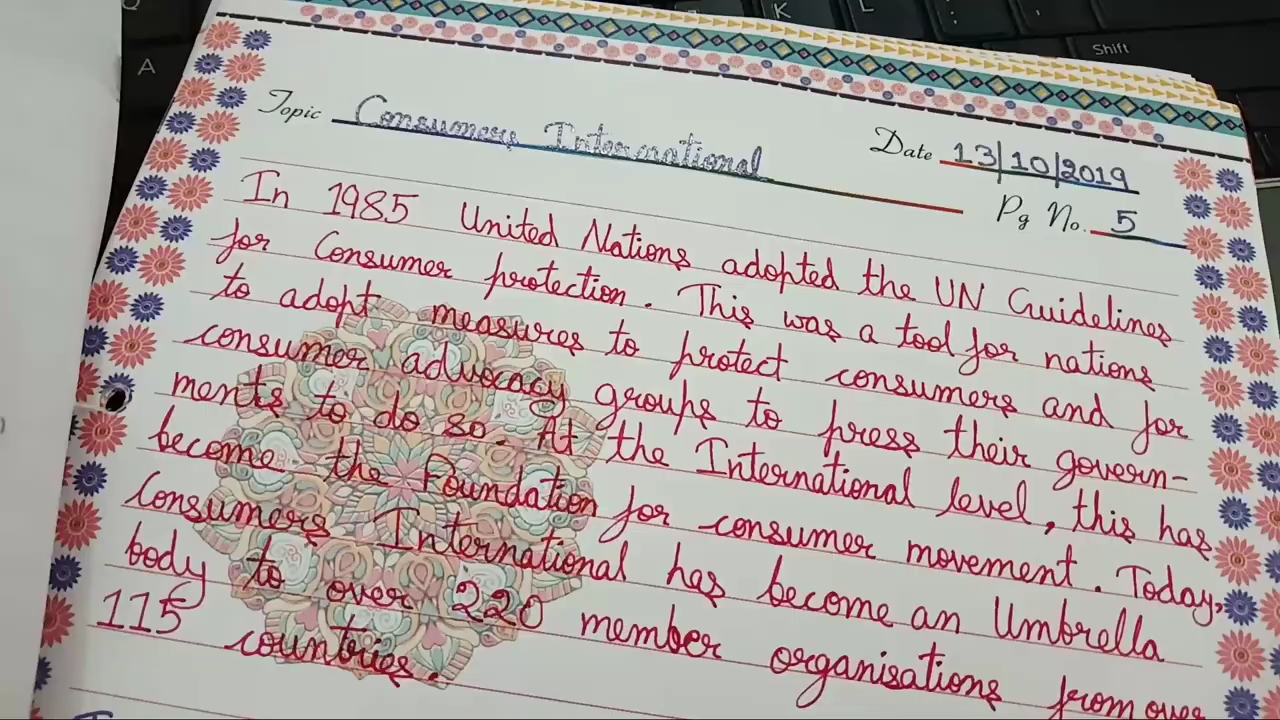 K L
Shift
A
Topic Consumers International
Date 13/10/2019
Pg No. 5
In 1985 United Nations adopted the UN Guidelines
for Consumer protection. This was a tool for nations
to adopt measures to protect consumers and for
consumer advocacy groups to press their govern-
ments to do so. At the International level, this has
become the Foundation for consumer movement. Today,
Consumers International has become an Umbrella
body to over 220 member organisations from over
115 countries.